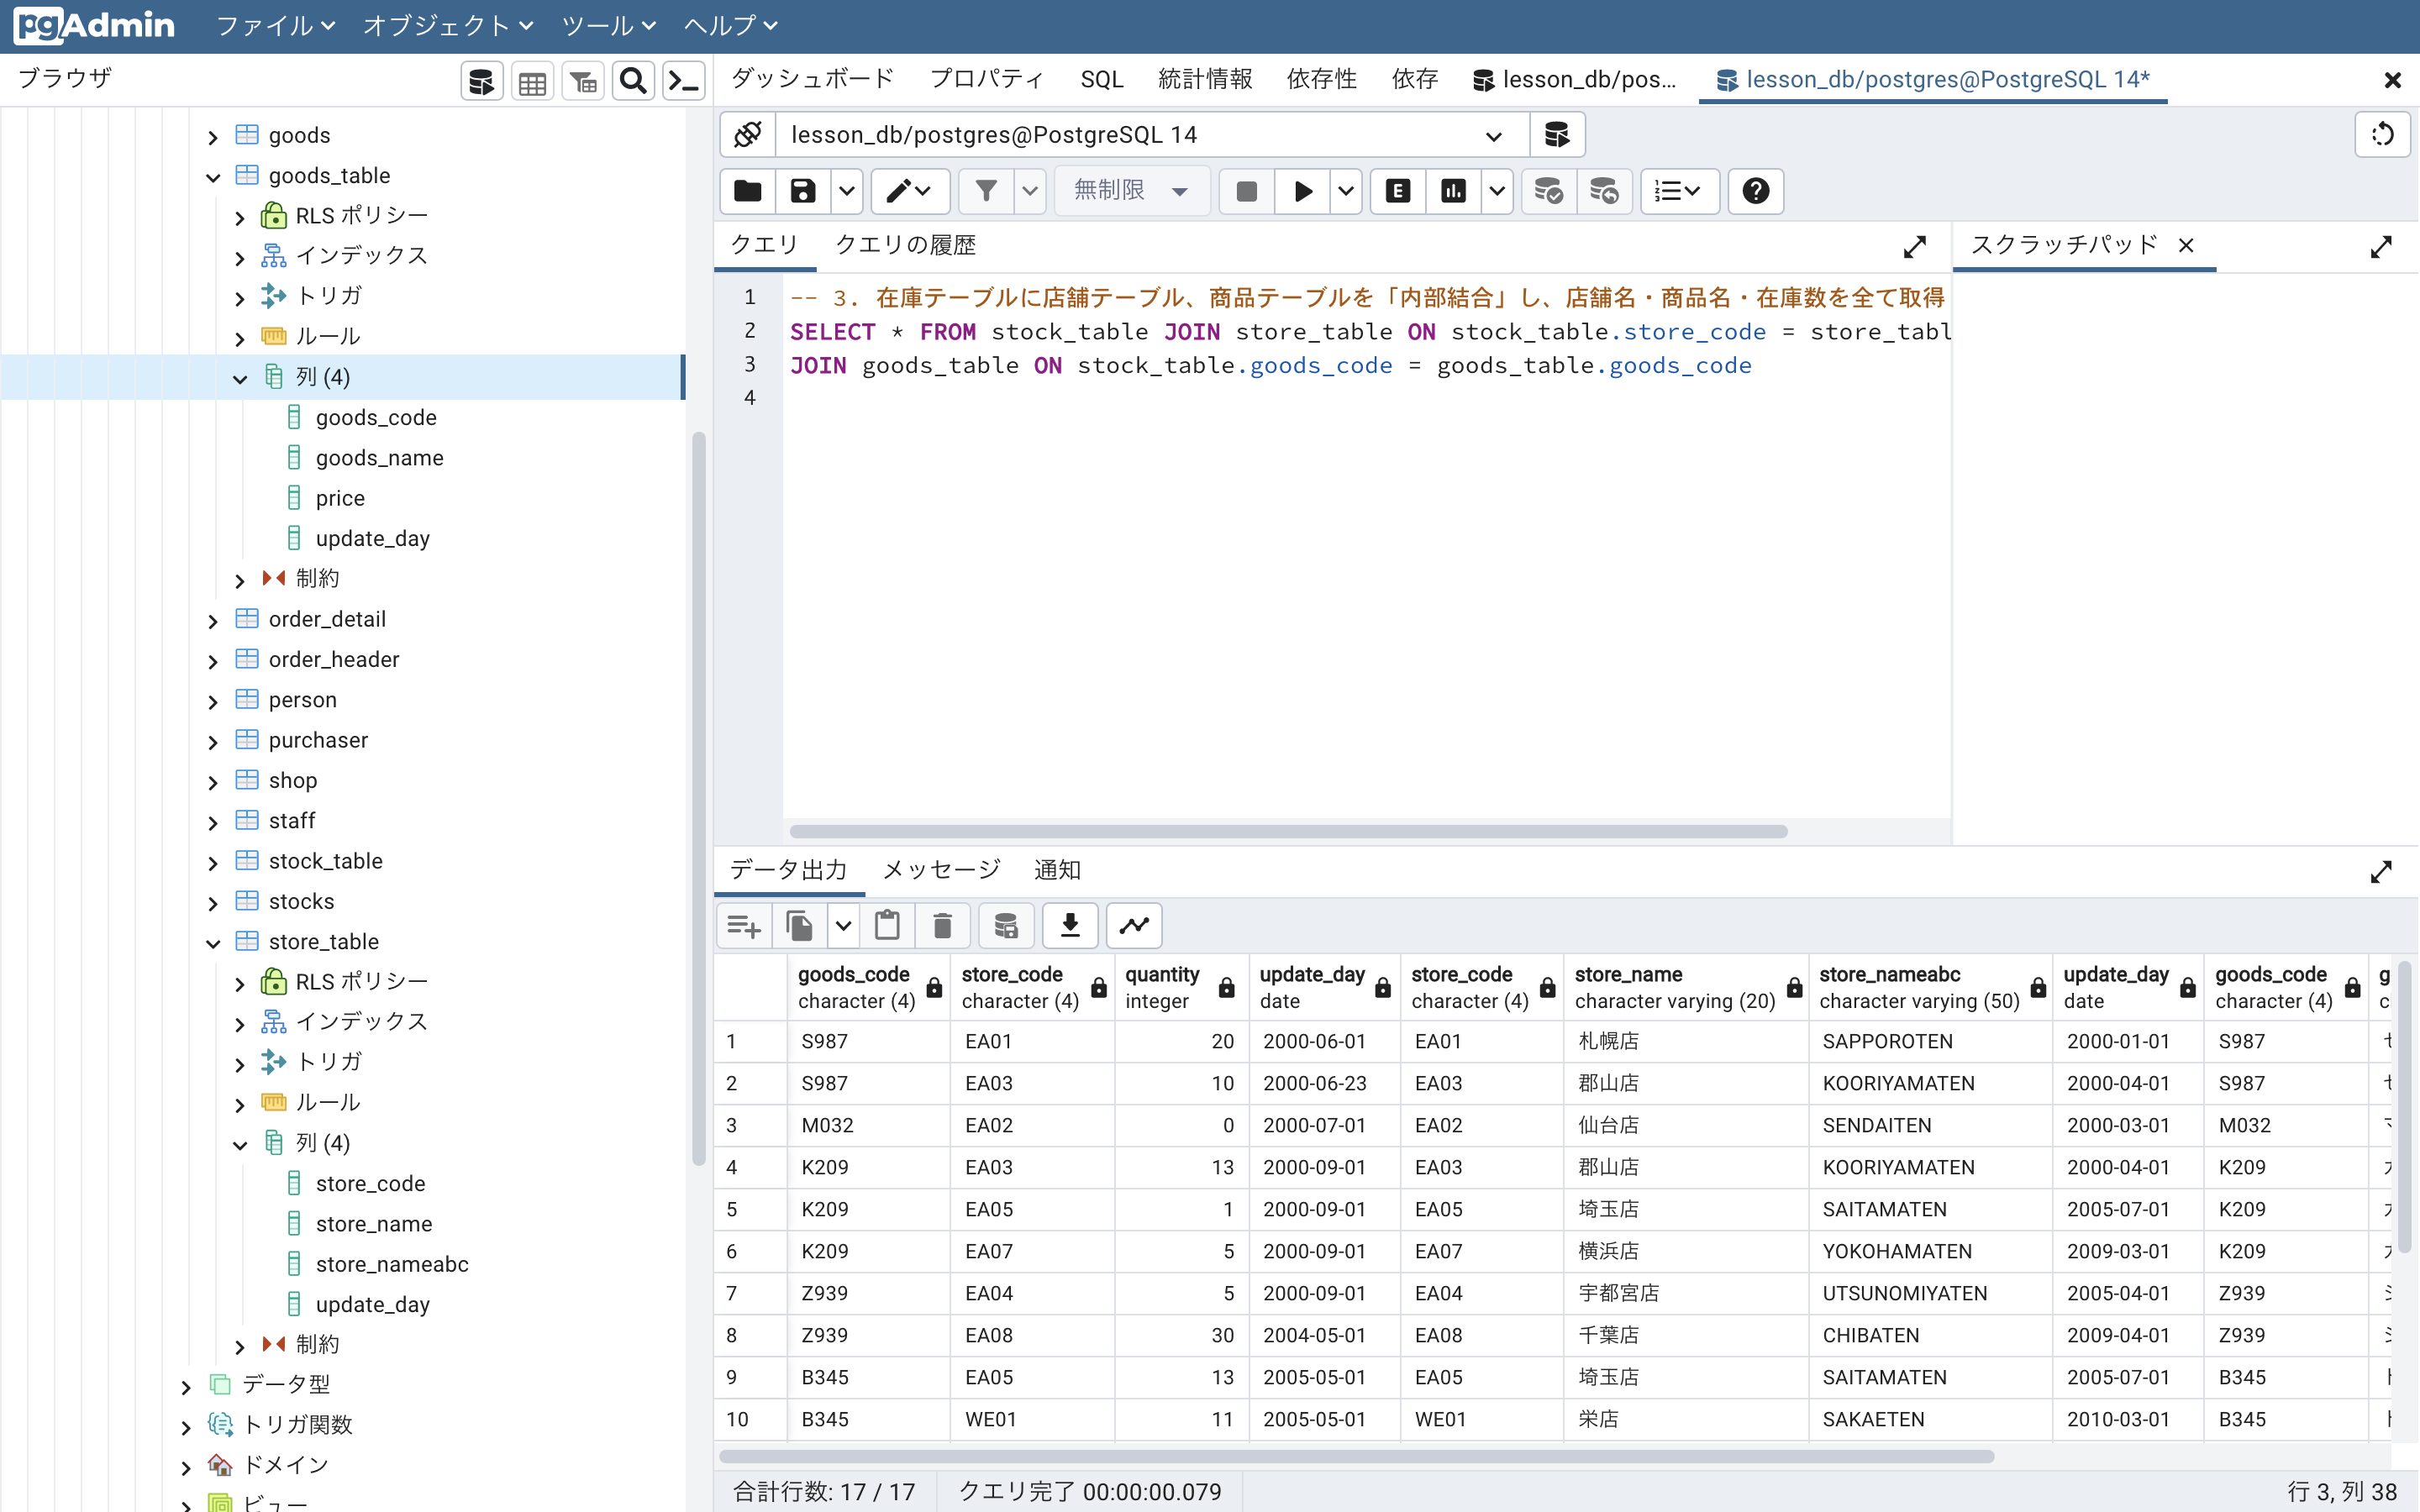 pgAdmin ファイル オブジェクト ツール ヘルプ
ブラウザ
goods
goods_table
RLS ポリシー
インデックス
トリガ
ルール
列 (4)
goods_code
goods_name
price
update_day
制約
order_detail
order_header
person
purchaser
shop
staff
stock_table
stocks
store_table
RLS ポリシー
インデックス
トリガ
ルール
列 (4)
store_code
store_name
store_nameabc
update_day
制約
データ型
トリガ関数
ドメイン
ビュー
ダッシュボード プロパティ SQL 統計情報 依存性 依存 lesson_db/pos... lesson_db/postgres@PostgreSQL 14*
lesson_db/postgres@PostgreSQL 14
無制限 E
クエリ クエリの履歴 スクラッチパッド
1 -- 3. 在庫テーブルに店舗テーブル、商品テーブルを「内部結合」し、店舗名・商品名・在庫数を全て取得
2 SELECT * FROM stock_table JOIN store_table ON stock_table.store_code = store_tabl
3 JOIN goods_table ON stock_table.goods_code = goods_table.goods_code
4
データ出力 メッセージ 通知
goods_code store_code quantity update_day store_code store_name store_nameabc update_day goods_code g
character (4) character (4) integer date character (4) character varying (20) character varying (50) date character (4) c
1 S987 EA01 20 2000-06-01 EA01 札幌店 SAPPOROTEN 2000-01-01 S987
2 S987 EA03 10 2000-06-23 EA03 郡山店 KOORIYAMATEN 2000-04-01 S987
3 M032 EA02 0 2000-07-01 EA02 仙台店 SENDAITEN 2000-03-01 M032
4 K209 EA03 13 2000-09-01 EA03 郡山店 KOORIYAMATEN 2000-04-01 K209
5 K209 EA05 1 2000-09-01 EA05 埼玉店 SAITAMATEN 2005-07-01 K209
6 K209 EA07 5 2000-09-01 EA07 横浜店 YOKOHAMATEN 2009-03-01 K209
7 Z939 EA04 5 2000-09-01 EA04 宇都宮店 UTSUNOMIYATEN 2005-04-01 Z939
8 Z939 EA08 30 2004-05-01 EA08 千葉店 CHIBATEN 2009-04-01 Z939
9 B345 EA05 13 2005-05-01 EA05 埼玉店 SAITAMATEN 2005-07-01 B345
10 B345 WE01 11 2005-05-01 WE01 栄店 SAKAETEN 2010-03-01 B345
合計行数: 17 / 17 クエリ完了 00:00:00.079 行 3, 列 38